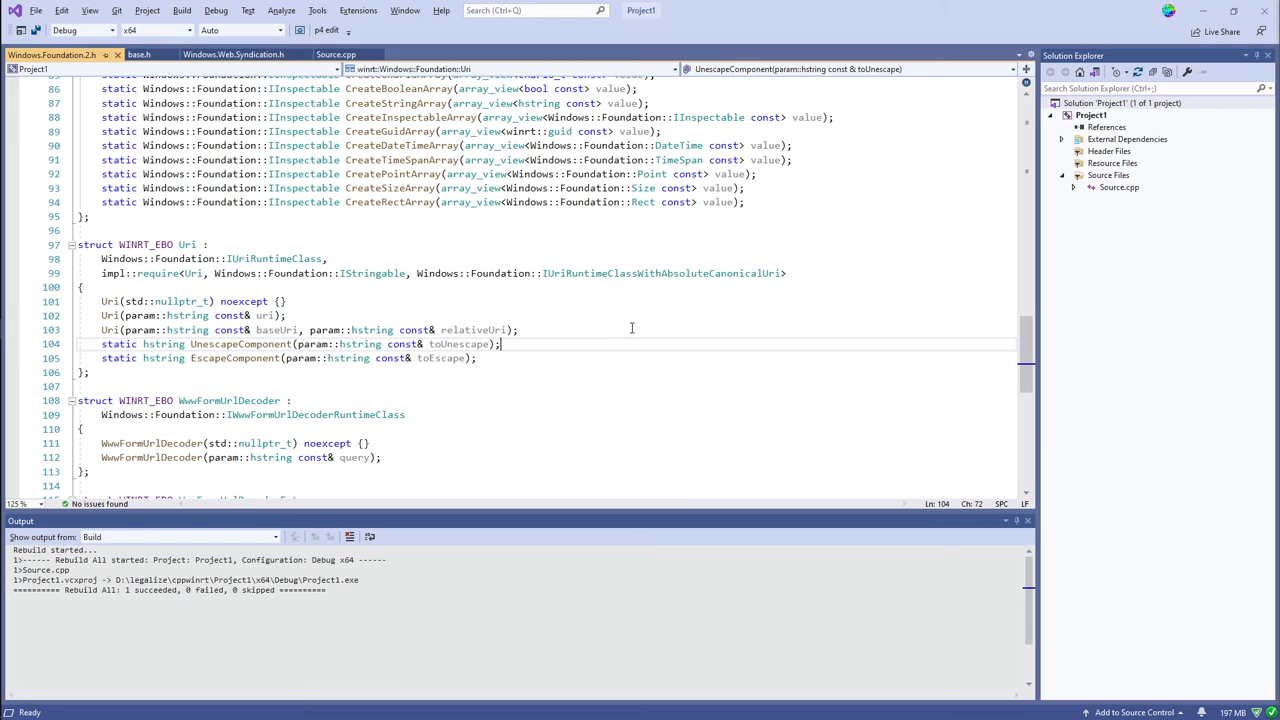 File Edit View Git Project Build Debug Test Analyze Tools Extensions Window Help Search (Ctrl+;) Project1
Debug x64 Auto p4 edit Live Share
Windows.Foundation.2.h base.h Windows.Web.Syndication.h Source.cpp
Project1 winrt::Windows::Foundation::Uri UnescapeComponent(param::hstring const & toUnescape)
86 static Windows::Foundation::IInspectable CreateBooleanArray(array_view<bool const> value);
87 static Windows::Foundation::IInspectable CreateStringArray(array_view<hstring const> value);
88 static Windows::Foundation::IInspectable CreateInspectableArray(array_view<Windows::Foundation::IInspectable const> value);
89 static Windows::Foundation::IInspectable CreateGuidArray(array_view<winrt::guid const> value);
90 static Windows::Foundation::IInspectable CreateDateTimeArray(array_view<Windows::Foundation::DateTime const> value);
91 static Windows::Foundation::IInspectable CreateTimeSpanArray(array_view<Windows::Foundation::TimeSpan const> value);
92 static Windows::Foundation::IInspectable CreatePointArray(array_view<Windows::Foundation::Point const> value);
93 static Windows::Foundation::IInspectable CreateSizeArray(array_view<Windows::Foundation::Size const> value);
94 static Windows::Foundation::IInspectable CreateRectArray(array_view<Windows::Foundation::Rect const> value);
95 };
96
97 struct WINRT_EBO Uri :
98 Windows::Foundation::IUriRuntimeClass,
99 impl::require<Uri, Windows::Foundation::IStringable, Windows::Foundation::IUriRuntimeClassWithAbsoluteCanonicalUri>
100 {
101 Uri(std::nullptr_t) noexcept {}
102 Uri(param::hstring const& uri);
103 Uri(param::hstring const& baseUri, param::hstring const& relativeUri);
104 static hstring UnescapeComponent(param::hstring const& toUnescape);
105 static hstring EscapeComponent(param::hstring const& toEscape);
106 };
107
108 struct WINRT_EBO WwwFormUrlDecoder :
109 Windows::Foundation::IWwwFormUrlDecoderRuntimeClass
110 {
111 WwwFormUrlDecoder(std::nullptr_t) noexcept {}
112 WwwFormUrlDecoder(param::hstring const& query);
113 };
114
125 % No issues found Ln: 104 Ch: 72 SPC LF
Output
Show output from: Build
Rebuild started...
1>------ Rebuild All started: Project: Project1, Configuration: Debug x64 ------
1>Source.cpp
1>Project1.vcxproj -> D:\legalize\cppwinrt\Project1\x64\Debug\Project1.exe
========== Rebuild All: 1 succeeded, 0 failed, 0 skipped ==========
Solution Explorer
Search Solution Explorer (Ctrl+;)
Solution 'Project1' (1 of 1 project)
Project1
References
External Dependencies
Header Files
Resource Files
Source Files
Source.cpp
Ready Add to Source Control 197 MB